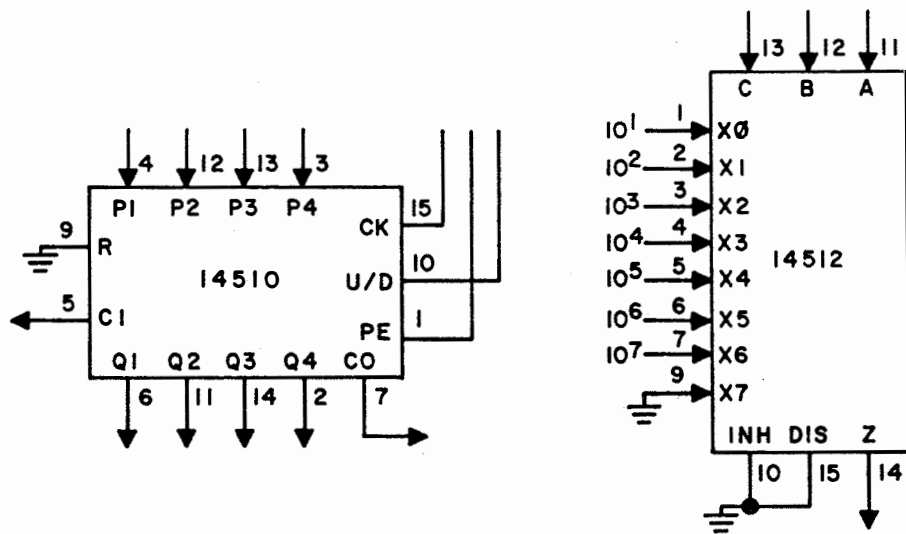 4 12 13 3
P1 P2 P3 P4
9 R
14510
CK 15
U/D 10
PE 1
5 CI
Q1 Q2 Q3 Q4 CO
6 11 14 2 7
13 12 11
C B A
10¹ 1 XØ
10² 2 X1
10³ 3 X2
10⁴ 4 X3
14512
10⁵ 5 X4
10⁶ 6 X5
10⁷ 7 X6
9 X7
INH DIS Z
10 15 14